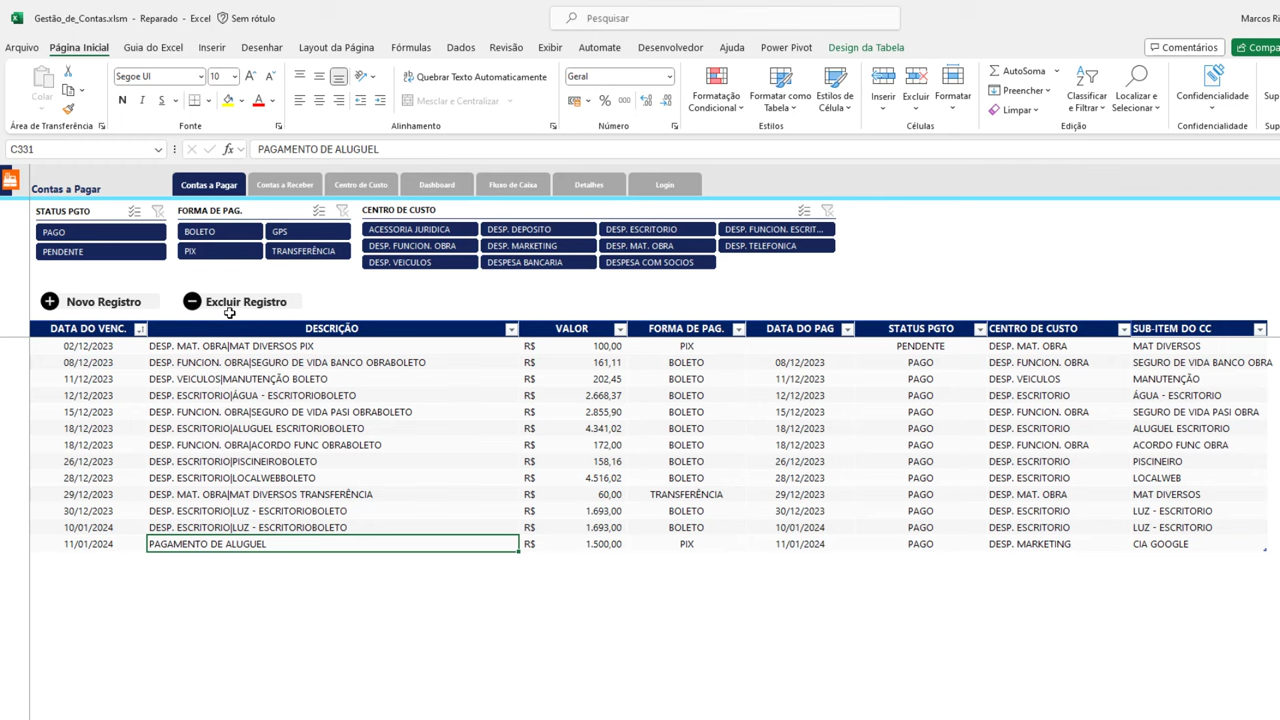 Gestão_de_Contas.xlsm - Reparado - Excel Sem rótulo Pesquisar Marcos Ri
Arquivo Página Inicial Guia do Excel Inserir Desenhar Layout da Página Fórmulas Dados Revisão Exibir Automate Desenvolvedor Ajuda Power Pivot Design da Tabela Comentários Compa
Colar Segoe UI 10 Quebrar Texto Automaticamente Geral Formatação Condicional Formatar como Tabela Estilos de Célula Inserir Excluir Formatar AutoSoma Preencher Limpar Classificar e Filtrar Localizar e Selecionar Confidencialidade Sup
N I S A Mesclar e Centralizar % 000
Área de Transferência Fonte Alinhamento Número Estilos Células Edição Confidencialidade Sup
C331 fx PAGAMENTO DE ALUGUEL
Contas a Pagar Contas a Pagar Contas a Receber Centro de Custo Dashboard Fluxo de Caixa Detalhes Login
STATUS PGTO FORMA DE PAG. CENTRO DE CUSTO
PAGO BOLETO GPS ACESSORIA JURIDICA DESP. DEPOSITO DESP. ESCRITORIO DESP. FUNCION. ESCRIT...
PENDENTE PIX TRANSFERÊNCIA DESP. FUNCION. OBRA DESP. MARKETING DESP. MAT. OBRA DESP. TELEFONICA
DESP. VEICULOS DESPESA BANCARIA DESPESA COM SOCIOS
Novo Registro Excluir Registro
DATA DO VENC. DESCRIÇÃO VALOR FORMA DE PAG. DATA DO PAG STATUS PGTO CENTRO DE CUSTO SUB-ITEM DO CC
02/12/2023 DESP. MAT. OBRA|MAT DIVERSOS PIX R$ 100,00 PIX PENDENTE DESP. MAT. OBRA MAT DIVERSOS
08/12/2023 DESP. FUNCION. OBRA|SEGURO DE VIDA BANCO OBRABOLETO R$ 161,11 BOLETO 08/12/2023 PAGO DESP. FUNCION. OBRA SEGURO DE VIDA BANCO OBRA
11/12/2023 DESP. VEICULOS|MANUTENÇÃO BOLETO R$ 202,45 BOLETO 11/12/2023 PAGO DESP. VEICULOS MANUTENÇÃO
12/12/2023 DESP. ESCRITORIO|ÁGUA - ESCRITORIOBOLETO R$ 2.668,37 BOLETO 12/12/2023 PAGO DESP. ESCRITORIO ÁGUA - ESCRITORIO
15/12/2023 DESP. FUNCION. OBRA|SEGURO DE VIDA PASI OBRABOLETO R$ 2.855,90 BOLETO 15/12/2023 PAGO DESP. FUNCION. OBRA SEGURO DE VIDA PASI OBRA
18/12/2023 DESP. ESCRITORIO|ALUGUEL ESCRITORIOBOLETO R$ 4.341,02 BOLETO 18/12/2023 PAGO DESP. ESCRITORIO ALUGUEL ESCRITORIO
18/12/2023 DESP. FUNCION. OBRA|ACORDO FUNC OBRABOLETO R$ 172,00 BOLETO 18/12/2023 PAGO DESP. FUNCION. OBRA ACORDO FUNC OBRA
26/12/2023 DESP. ESCRITORIO|PISCINEIROBOLETO R$ 158,16 BOLETO 26/12/2023 PAGO DESP. ESCRITORIO PISCINEIRO
28/12/2023 DESP. ESCRITORIO|LOCALWEBBOLETO R$ 4.516,02 BOLETO 28/12/2023 PAGO DESP. ESCRITORIO LOCALWEB
29/12/2023 DESP. MAT. OBRA|MAT DIVERSOS TRANSFERÊNCIA R$ 60,00 TRANSFERÊNCIA 29/12/2023 PAGO DESP. MAT. OBRA MAT DIVERSOS
30/12/2023 DESP. ESCRITORIO|LUZ - ESCRITORIOBOLETO R$ 1.693,00 BOLETO 30/12/2023 PAGO DESP. ESCRITORIO LUZ - ESCRITORIO
10/01/2024 DESP. ESCRITORIO|LUZ - ESCRITORIOBOLETO R$ 1.693,00 BOLETO 10/01/2024 PAGO DESP. ESCRITORIO LUZ - ESCRITORIO
11/01/2024 PAGAMENTO DE ALUGUEL R$ 1.500,00 PIX 11/01/2024 PAGO DESP. MARKETING CIA GOOGLE